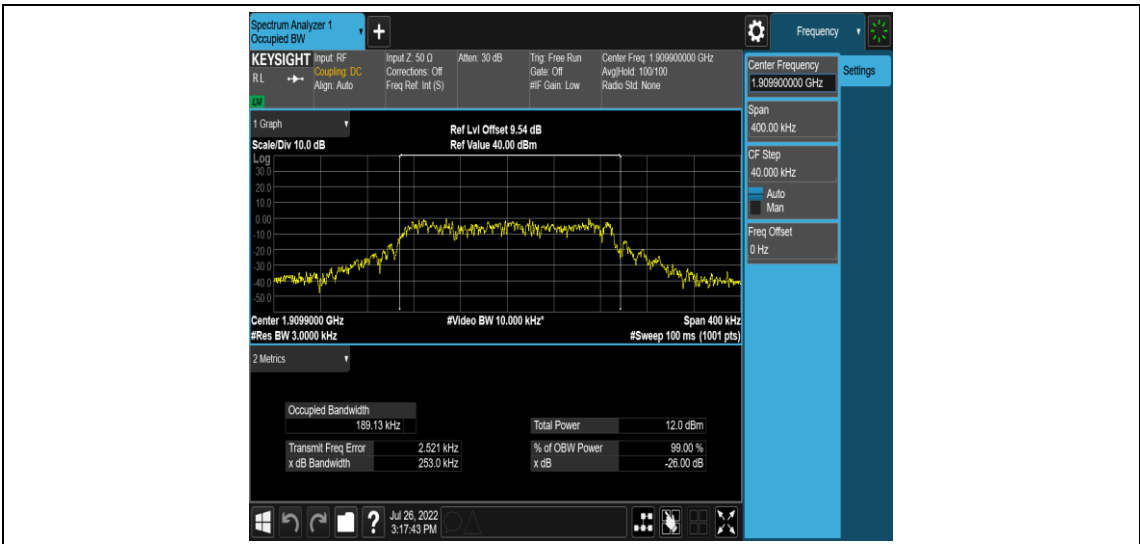 Spectrum Analyzer 1
Occupied BW
+
Frequency
KEYSIGHT
RL
LXI
Input: RF
Coupling: DC
Align: Auto
Input Z: 50 Ω
Corrections: Off
Freq Ref: Int (S)
Atten: 30 dB
Trig: Free Run
Gate: Off
#IF Gain: Low
Center Freq: 1.909900000 GHz
Avg|Hold: 100/100
Radio Std: None
Center Frequency
1.909900000 GHz
Settings
Span
400.00 kHz
CF Step
40.000 kHz
Auto
Man
Freq Offset
0 Hz
1 Graph
Scale/Div 10.0 dB
Ref Lvl Offset 9.54 dB
Ref Value 40.00 dBm
Log
30.0
20.0
10.0
0.00
-10.0
-20.0
-30.0
-40.0
-50.0
Center 1.9099000 GHz
#Video BW 10.000 kHz*
Span 400 kHz
#Res BW 3.0000 kHz
#Sweep 100 ms (1001 pts)
2 Metrics
Occupied Bandwidth
189.13 kHz
Total Power 12.0 dBm
Transmit Freq Error 2.521 kHz
% of OBW Power 99.00 %
x dB Bandwidth 253.0 kHz
x dB -26.00 dB
?
Jul 26, 2022
3:17:43 PM